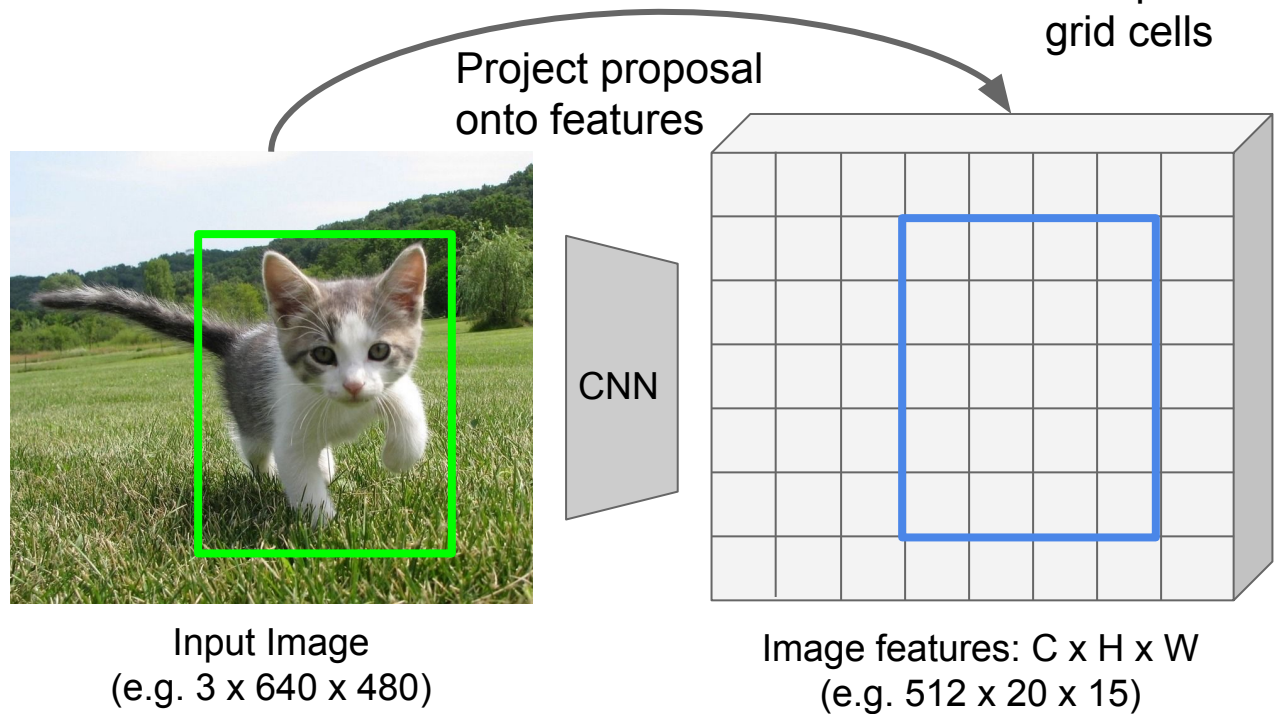 grid cells
Project proposal
onto features
CNN
Input Image
(e.g. 3 x 640 x 480)
Image features: C x H x W
(e.g. 512 x 20 x 15)